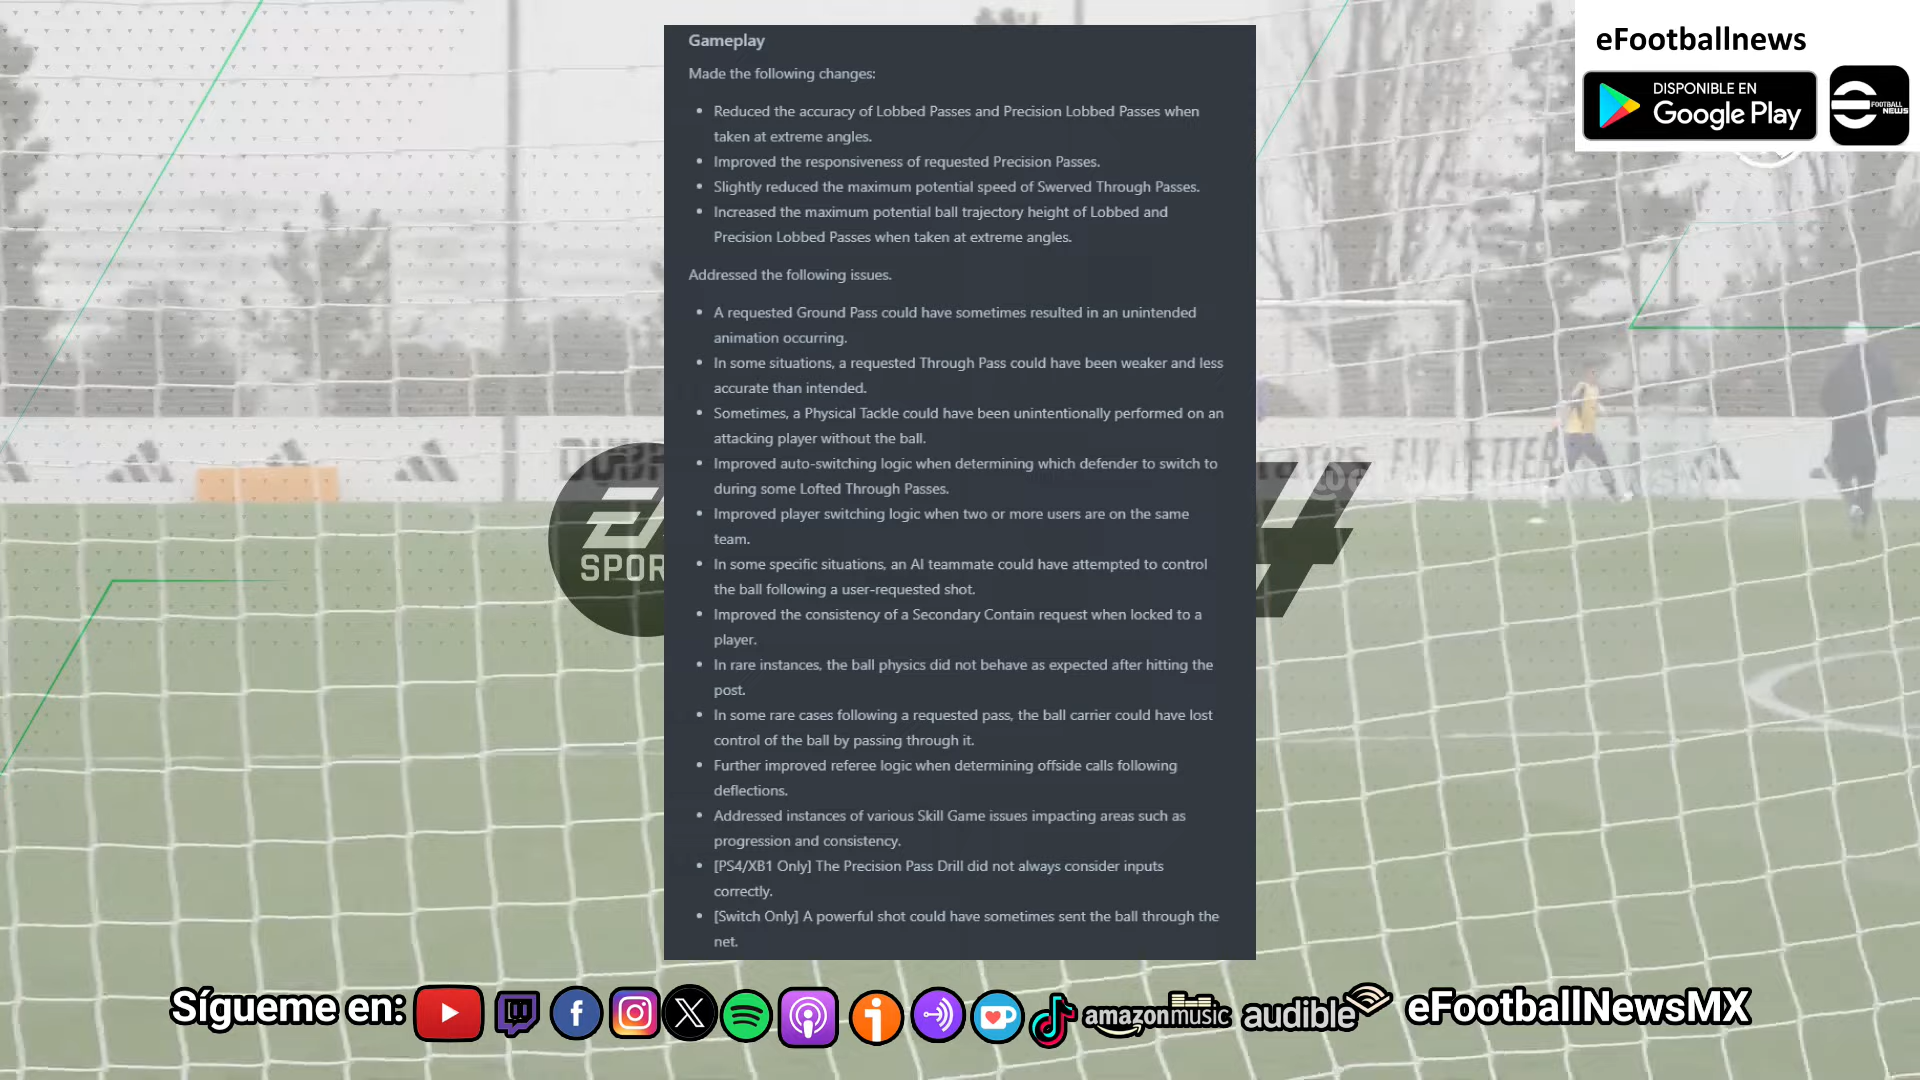 eFootballnews
DISPONIBLE EN
Google Play
FOOTBALL
NEWS
Gameplay
Made the following changes:
• Reduced the accuracy of Lobbed Passes and Precision Lobbed Passes when
taken at extreme angles.
• Improved the responsiveness of requested Precision Passes.
• Slightly reduced the maximum potential speed of Swerved Through Passes.
• Increased the maximum potential ball trajectory height of Lobbed and
Precision Lobbed Passes when taken at extreme angles.
Addressed the following issues.
• A requested Ground Pass could have sometimes resulted in an unintended
animation occurring.
• In some situations, a requested Through Pass could have been weaker and less
accurate than intended.
• Sometimes, a Physical Tackle could have been unintentionally performed on an
attacking player without the ball.
• Improved auto-switching logic when determining which defender to switch to
during some Lofted Through Passes.
• Improved player switching logic when two or more users are on the same
team.
• In some specific situations, an AI teammate could have attempted to control
the ball following a user-requested shot.
• Improved the consistency of a Secondary Contain request when locked to a
player.
• In rare instances, the ball physics did not behave as expected after hitting the
post.
• In some rare cases following a requested pass, the ball carrier could have lost
control of the ball by passing through it.
• Further improved referee logic when determining offside calls following
deflections.
• Addressed instances of various Skill Game issues impacting areas such as
progression and consistency.
• [PS4/XB1 Only] The Precision Pass Drill did not always consider inputs
correctly.
• [Switch Only] A powerful shot could have sometimes sent the ball through the
net.
@eFootballNewsMX
Sígueme en:
amazon music
audible
eFootballNewsMX